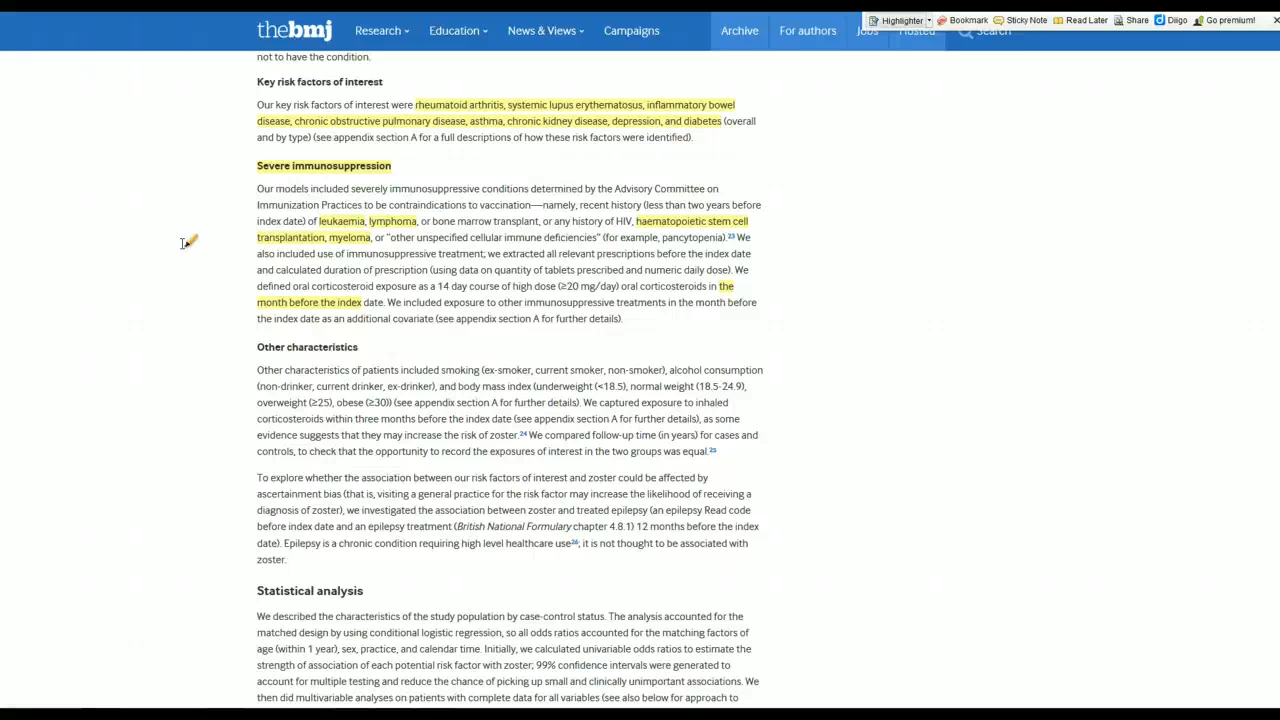 thebmj Research Education News & Views Campaigns Archive For authors Jobs Hosted Search
Highlighter Bookmark Sticky Note Read Later Share Diigo Go premium!
not to have the condition.
Key risk factors of interest
Our key risk factors of interest were rheumatoid arthritis, systemic lupus erythematosus, inflammatory bowel
disease, chronic obstructive pulmonary disease, asthma, chronic kidney disease, depression, and diabetes (overall
and by type) (see appendix section A for a full descriptions of how these risk factors were identified).
Severe immunosuppression
Our models included severely immunosuppressive conditions determined by the Advisory Committee on
Immunization Practices to be contraindications to vaccination—namely, recent history (less than two years before
index date) of leukaemia, lymphoma, or bone marrow transplant, or any history of HIV, haematopoietic stem cell
transplantation, myeloma, or "other unspecified cellular immune deficiencies" (for example, pancytopenia).23 We
also included use of immunosuppressive treatment; we extracted all relevant prescriptions before the index date
and calculated duration of prescription (using data on quantity of tablets prescribed and numeric daily dose). We
defined oral corticosteroid exposure as a 14 day course of high dose (≥20 mg/day) oral corticosteroids in the
month before the index date. We included exposure to other immunosuppressive treatments in the month before
the index date as an additional covariate (see appendix section A for further details).
Other characteristics
Other characteristics of patients included smoking (ex-smoker, current smoker, non-smoker), alcohol consumption
(non-drinker, current drinker, ex-drinker), and body mass index (underweight (<18.5), normal weight (18.5-24.9),
overweight (≥25), obese (≥30)) (see appendix section A for further details). We captured exposure to inhaled
corticosteroids within three months before the index date (see appendix section A for further details), as some
evidence suggests that they may increase the risk of zoster.24 We compared follow-up time (in years) for cases and
controls, to check that the opportunity to record the exposures of interest in the two groups was equal.25
To explore whether the association between our risk factors of interest and zoster could be affected by
ascertainment bias (that is, visiting a general practice for the risk factor may increase the likelihood of receiving a
diagnosis of zoster), we investigated the association between zoster and treated epilepsy (an epilepsy Read code
before index date and an epilepsy treatment (British National Formulary chapter 4.8.1) 12 months before the index
date). Epilepsy is a chronic condition requiring high level healthcare use26; it is not thought to be associated with
zoster.
Statistical analysis
We described the characteristics of the study population by case-control status. The analysis accounted for the
matched design by using conditional logistic regression, so all odds ratios accounted for the matching factors of
age (within 1 year), sex, practice, and calendar time. Initially, we calculated univariable odds ratios to estimate the
strength of association of each potential risk factor with zoster; 99% confidence intervals were generated to
account for multiple testing and reduce the chance of picking up small and clinically unimportant associations. We
then did multivariable analyses on patients with complete data for all variables (see also below for approach to